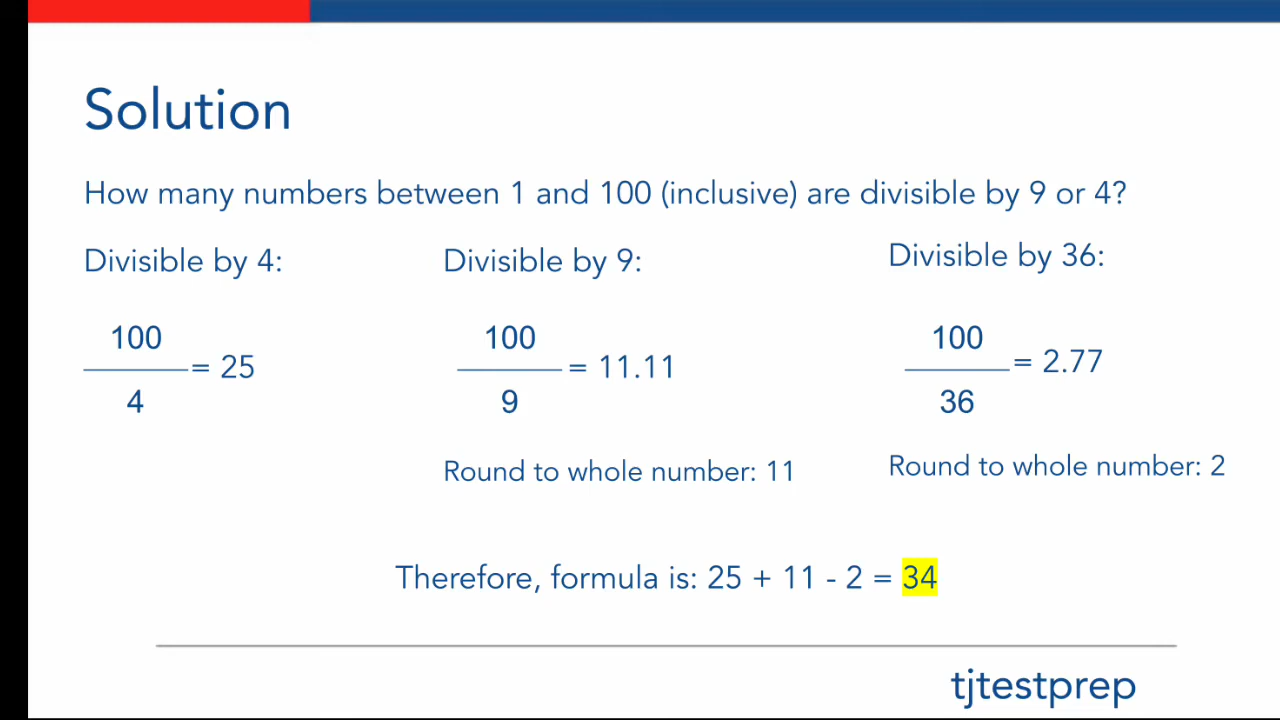 Solution
How many numbers between 1 and 100 (inclusive) are divisible by 9 or 4?
Divisible by 4:
100
4
= 25
Divisible by 9:
100
9
= 11.11
Round to whole number: 11
Divisible by 36:
100
36
= 2.77
Round to whole number: 2
Therefore, formula is: 25 + 11 - 2 = 34
tjtestprep